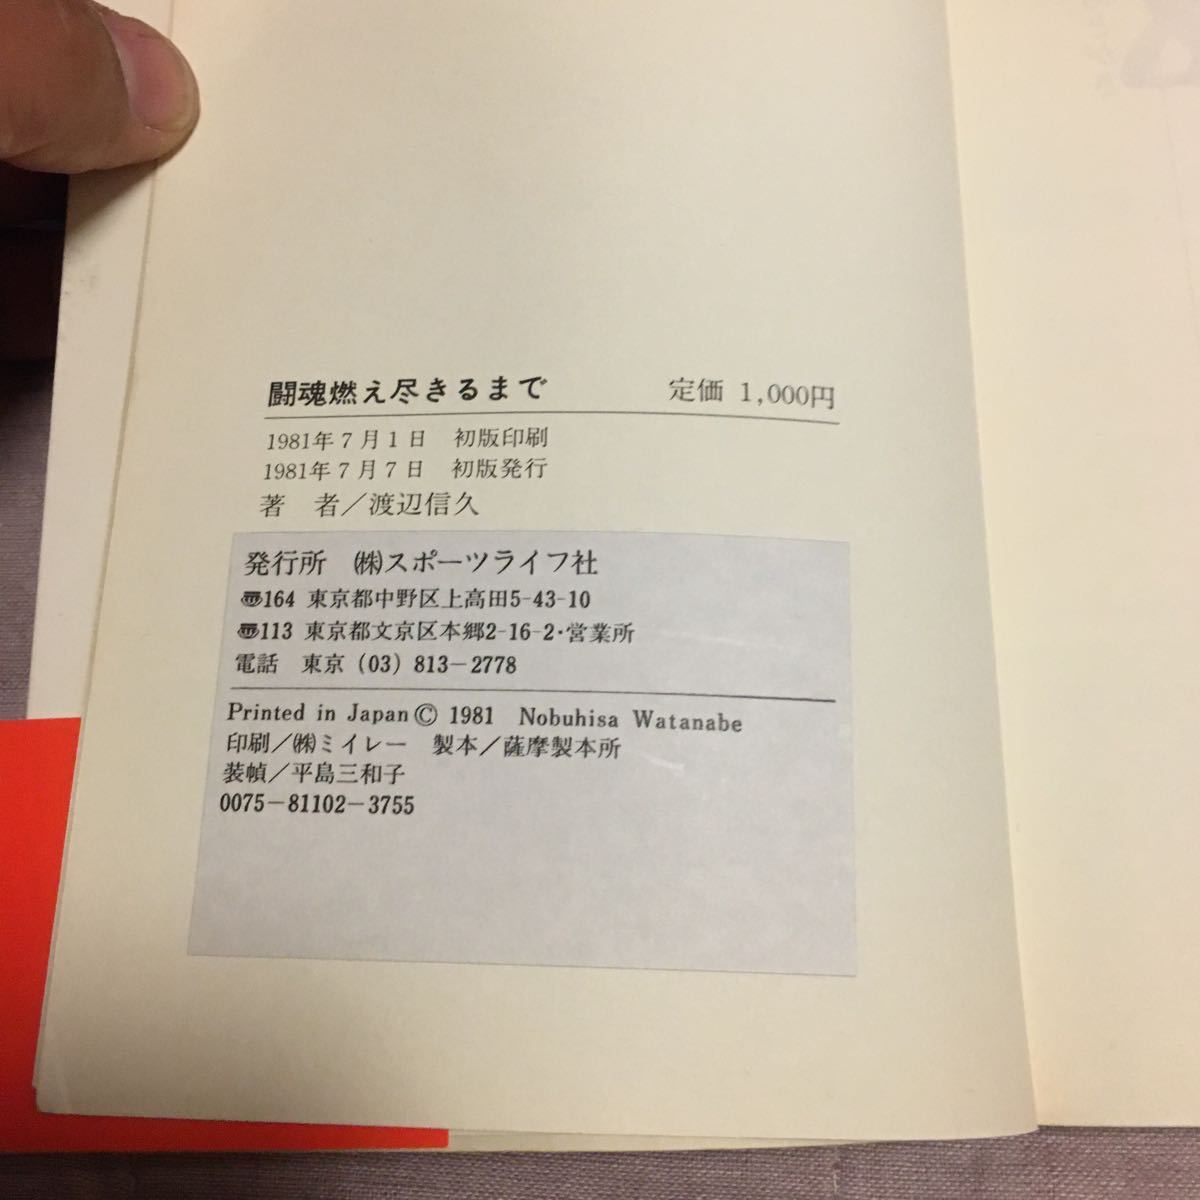 闘魂燃え尽きるまで　定価 1,000円
1981年7月1日　初版印刷
1981年7月7日　初版発行
著　者／渡辺信久
発行所　㈱スポーツライフ社
〠164 東京都中野区上高田5-43-10
〠113 東京都文京区本郷2-16-2・営業所
電話　東京（03）813－2778
Printed in Japan © 1981　Nobuhisa Watanabe
印刷／㈱ミイレー　製本／薩摩製本所
装幀／平島三和子
0075－81102－3755